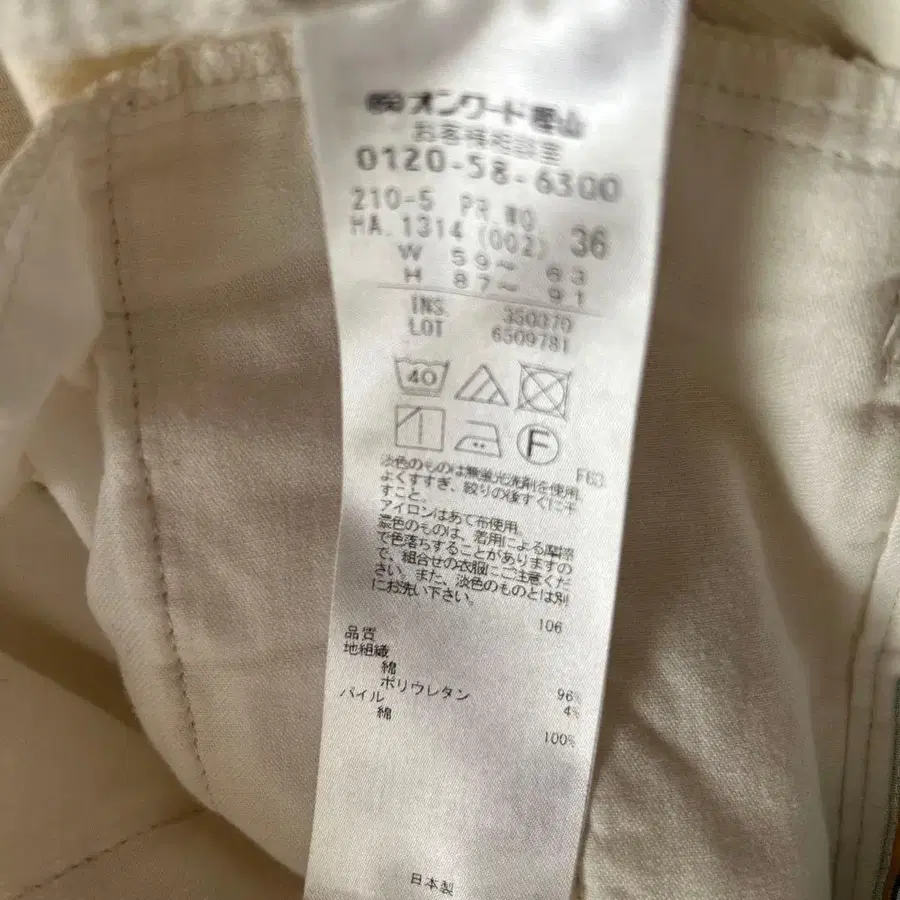 ㈱オンワード樫山
お客様相談室
0120-58-6300
210-5 PR.WO
HA.1314 (002) 36
W 59～ 63
H 87～ 91
INS. 350370
LOT 6509781
40
F
F63
淡色のものは無蛍光洗剤を使用。
よくすすぎ、絞りの後すぐに干
すこと。
アイロンはあて布使用。
濃色のものは、着用による摩擦
で色落ちすることがありますの
で、組合せの衣服にご注意くだ
さい。また、淡色のものとは別
にお洗い下さい。
106
品質
地組織
綿 96%
ポリウレタン 4%
パイル
綿 100%
日本製